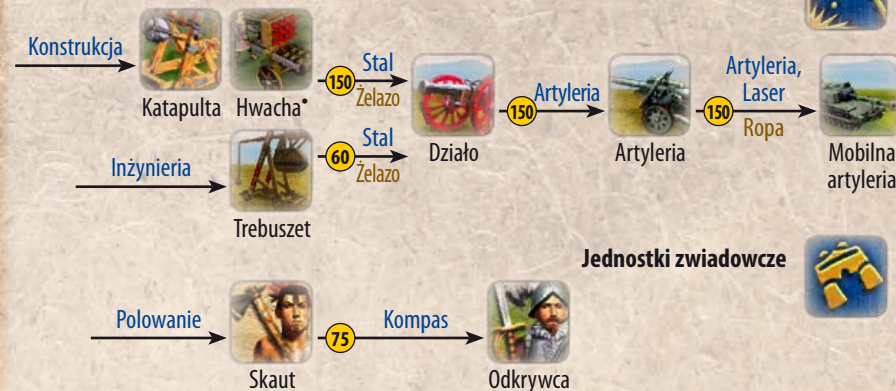 Konstrukcja
Katapulta
Hwacha•
150
Stal
Żelazo
Działo
150
Artyleria
Artyleria
150
Artyleria,
Laser
Ropa
Mobilna
artyleria
Inżynieria
Trebuszet
60
Stal
Żelazo
Jednostki zwiadowcze
Polowanie
Skaut
75
Kompas
Odkrywca